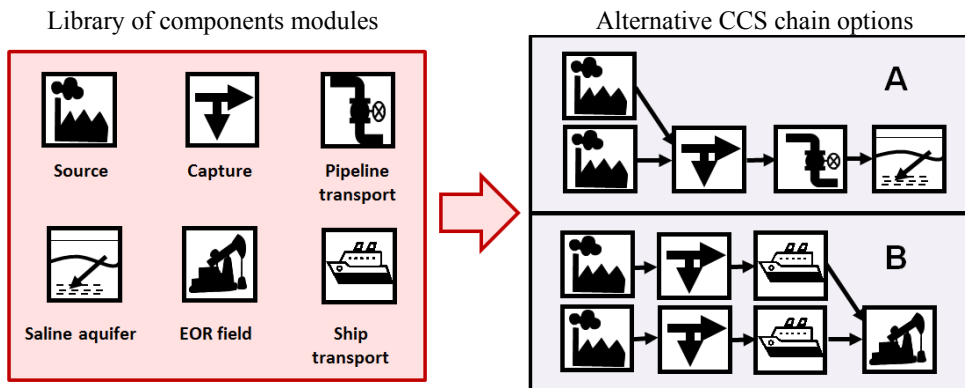 Library of components modules
Alternative CCS chain options
Source
Capture
Pipeline
transport
Saline aquifer
EOR field
Ship
transport
A
B